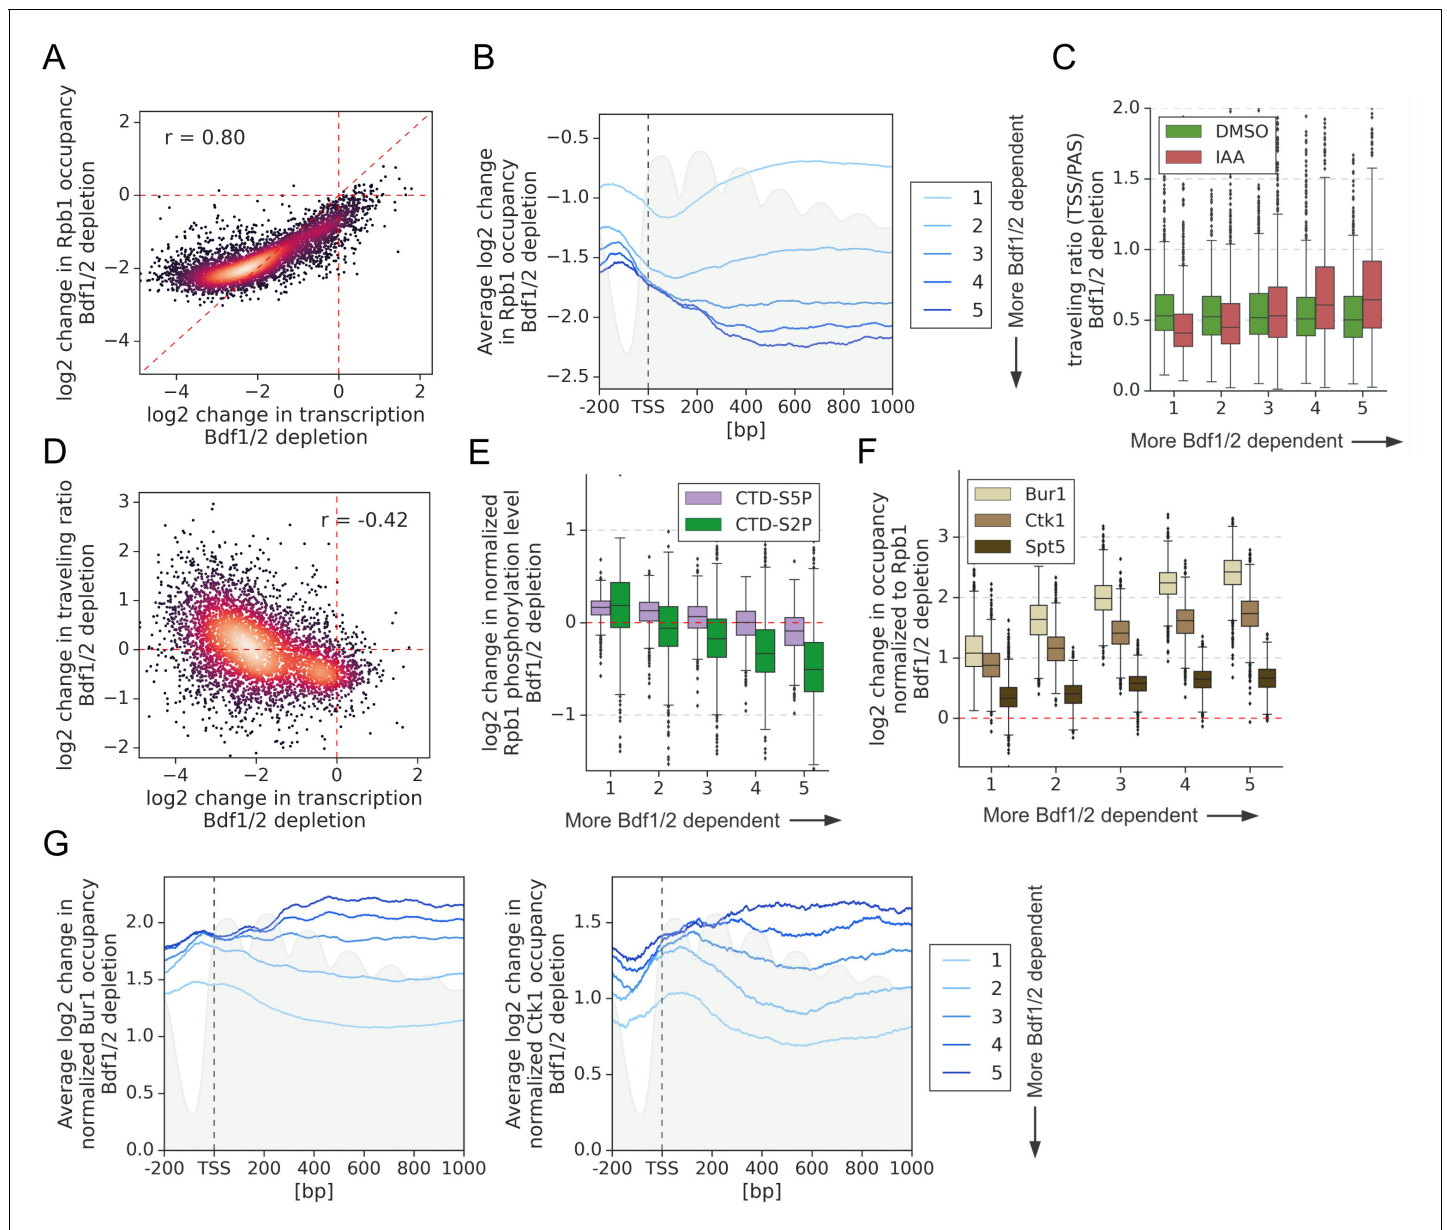 A
log2 change in Rpb1 occupancy
Bdf1/2 depletion
r = 0.80
2
0
−2
−4
−4
−2
0
2
log2 change in transcription
Bdf1/2 depletion
B
Average log2 change
in Rpb1 occupancy
Bdf1/2 depletion
−0.5
−1.0
−1.5
−2.0
−2.5
-200
TSS
200
400
600
800
1000
[bp]
1
2
3
4
5
More Bdf1/2 dependent
C
traveling ratio (TSS/PAS)
Bdf1/2 depletion
2.0
1.5
1.0
0.5
0.0
DMSO
IAA
1
2
3
4
5
More Bdf1/2 dependent
D
log2 change in traveling ratio
Bdf1/2 depletion
r = -0.42
3
2
1
0
−1
−2
−4
−2
0
2
log2 change in transcription
Bdf1/2 depletion
E
log2 change in normalized
Rpb1 phosphorylation level
Bdf1/2 depletion
CTD-S5P
CTD-S2P
1
0
−1
1
2
3
4
5
More Bdf1/2 dependent
F
log2 change in occupancy
normalized to Rpb1
Bdf1/2 depletion
Bur1
Ctk1
Spt5
3
2
1
0
1
2
3
4
5
More Bdf1/2 dependent
G
Average log2 change in
normalized Bur1 occupancy
Bdf1/2 depletion
2.0
1.5
1.0
0.5
0.0
-200
TSS
200
400
600
800
1000
[bp]
Average log2 change in
normalized Ctk1 occupancy
Bdf1/2 depletion
1.5
1.0
0.5
0.0
-200
TSS
200
400
600
800
1000
[bp]
1
2
3
4
5
More Bdf1/2 dependent